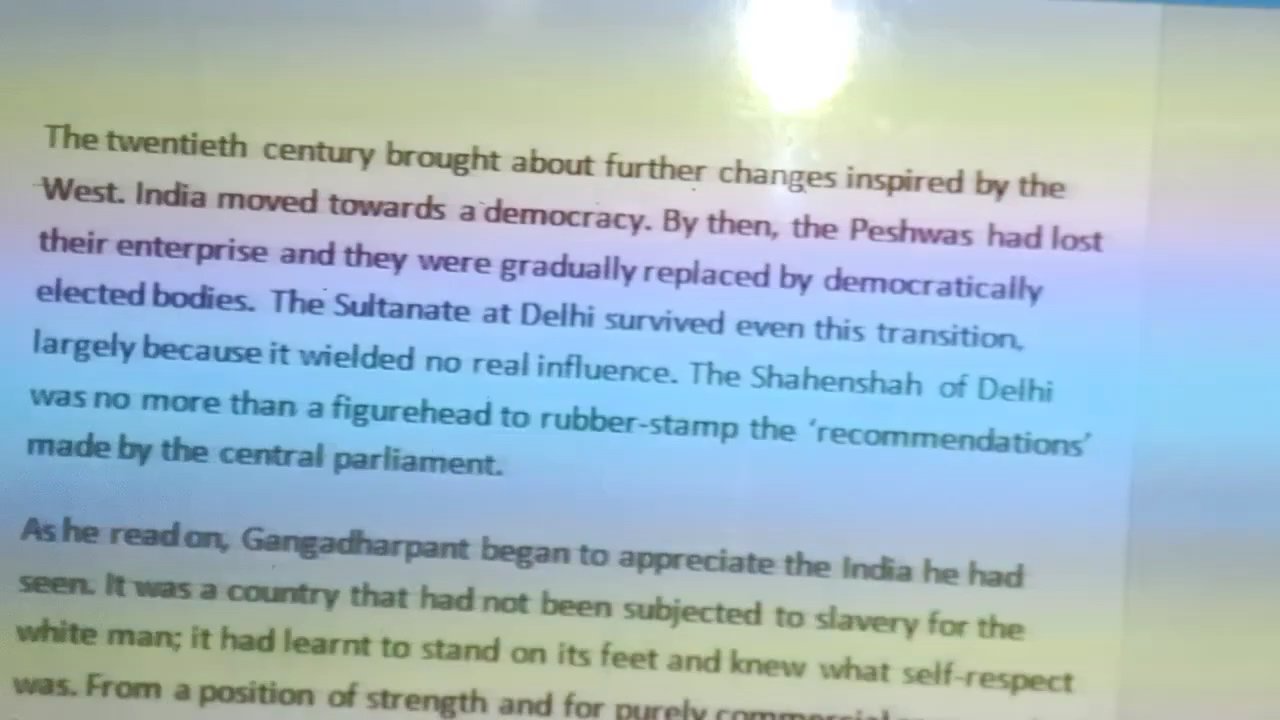 The twentieth century brought about further changes inspired by the
West. India moved towards a democracy. By then, the Peshwas had lost
their enterprise and they were gradually replaced by democratically
elected bodies. The Sultanate at Delhi survived even this transition,
largely because it wielded no real influence. The Shahenshah of Delhi
was no more than a figurehead to rubber-stamp the ‘recommendations’
made by the central parliament.
As he read on, Gangadharpant began to appreciate the India he had
seen. It was a country that had not been subjected to slavery for the
white man; it had learnt to stand on its feet and knew what self-respect
was. From a position of strength and for purely commercial